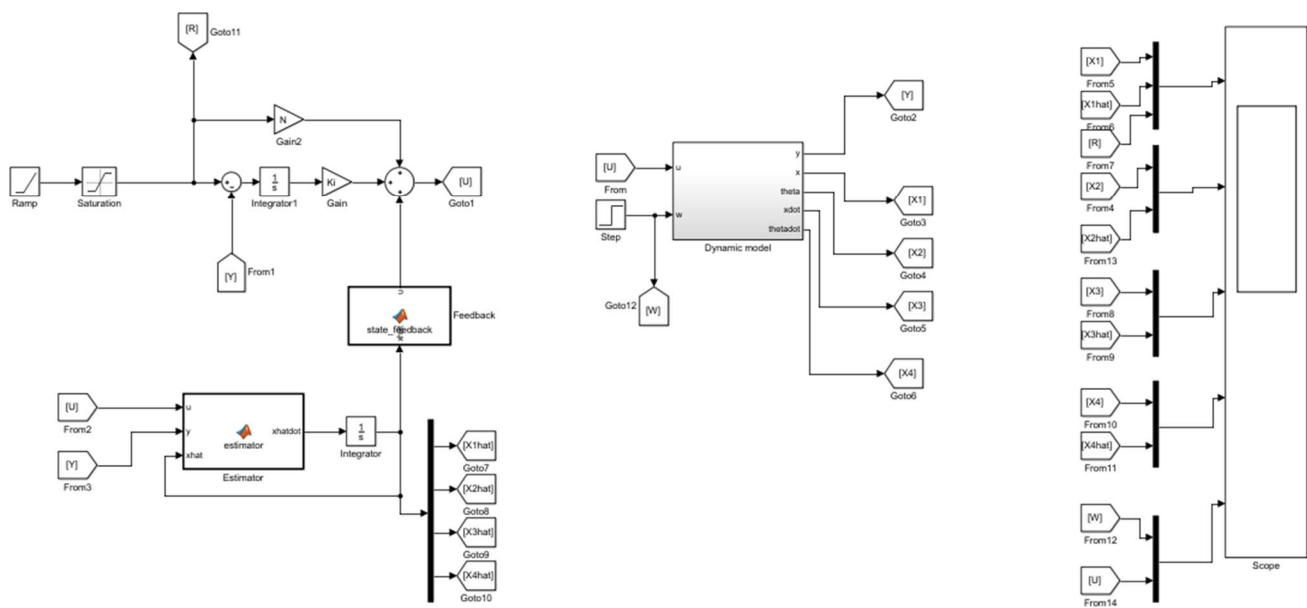 [R]
Goto11
N
Gain2
Ramp
Saturation
+
-
1
s
Integrator1
Ki
Gain
+
+
+
[U]
Goto1
[Y]
From1
u
state_feedback
Feedback
[U]
From2
[Y]
From3
u
y
xhat
estimator
xhatdot
Estimator
1
s
Integrator
[X1hat]
Goto7
[X2hat]
Goto8
[X3hat]
Goto9
[X4hat]
Goto10
[U]
From
Step
Goto12
[W]
u
w
y
x
theta
xdot
thetadot
Dynamic model
[Y]
Goto2
[X1]
Goto3
[X2]
Goto4
[X3]
Goto5
[X4]
Goto6
[X1]
From5
[X1hat]
From6
[R]
From7
[X2]
From4
[X2hat]
From13
[X3]
From8
[X3hat]
From9
[X4]
From10
[X4hat]
From11
[W]
From12
[U]
From14
Scope